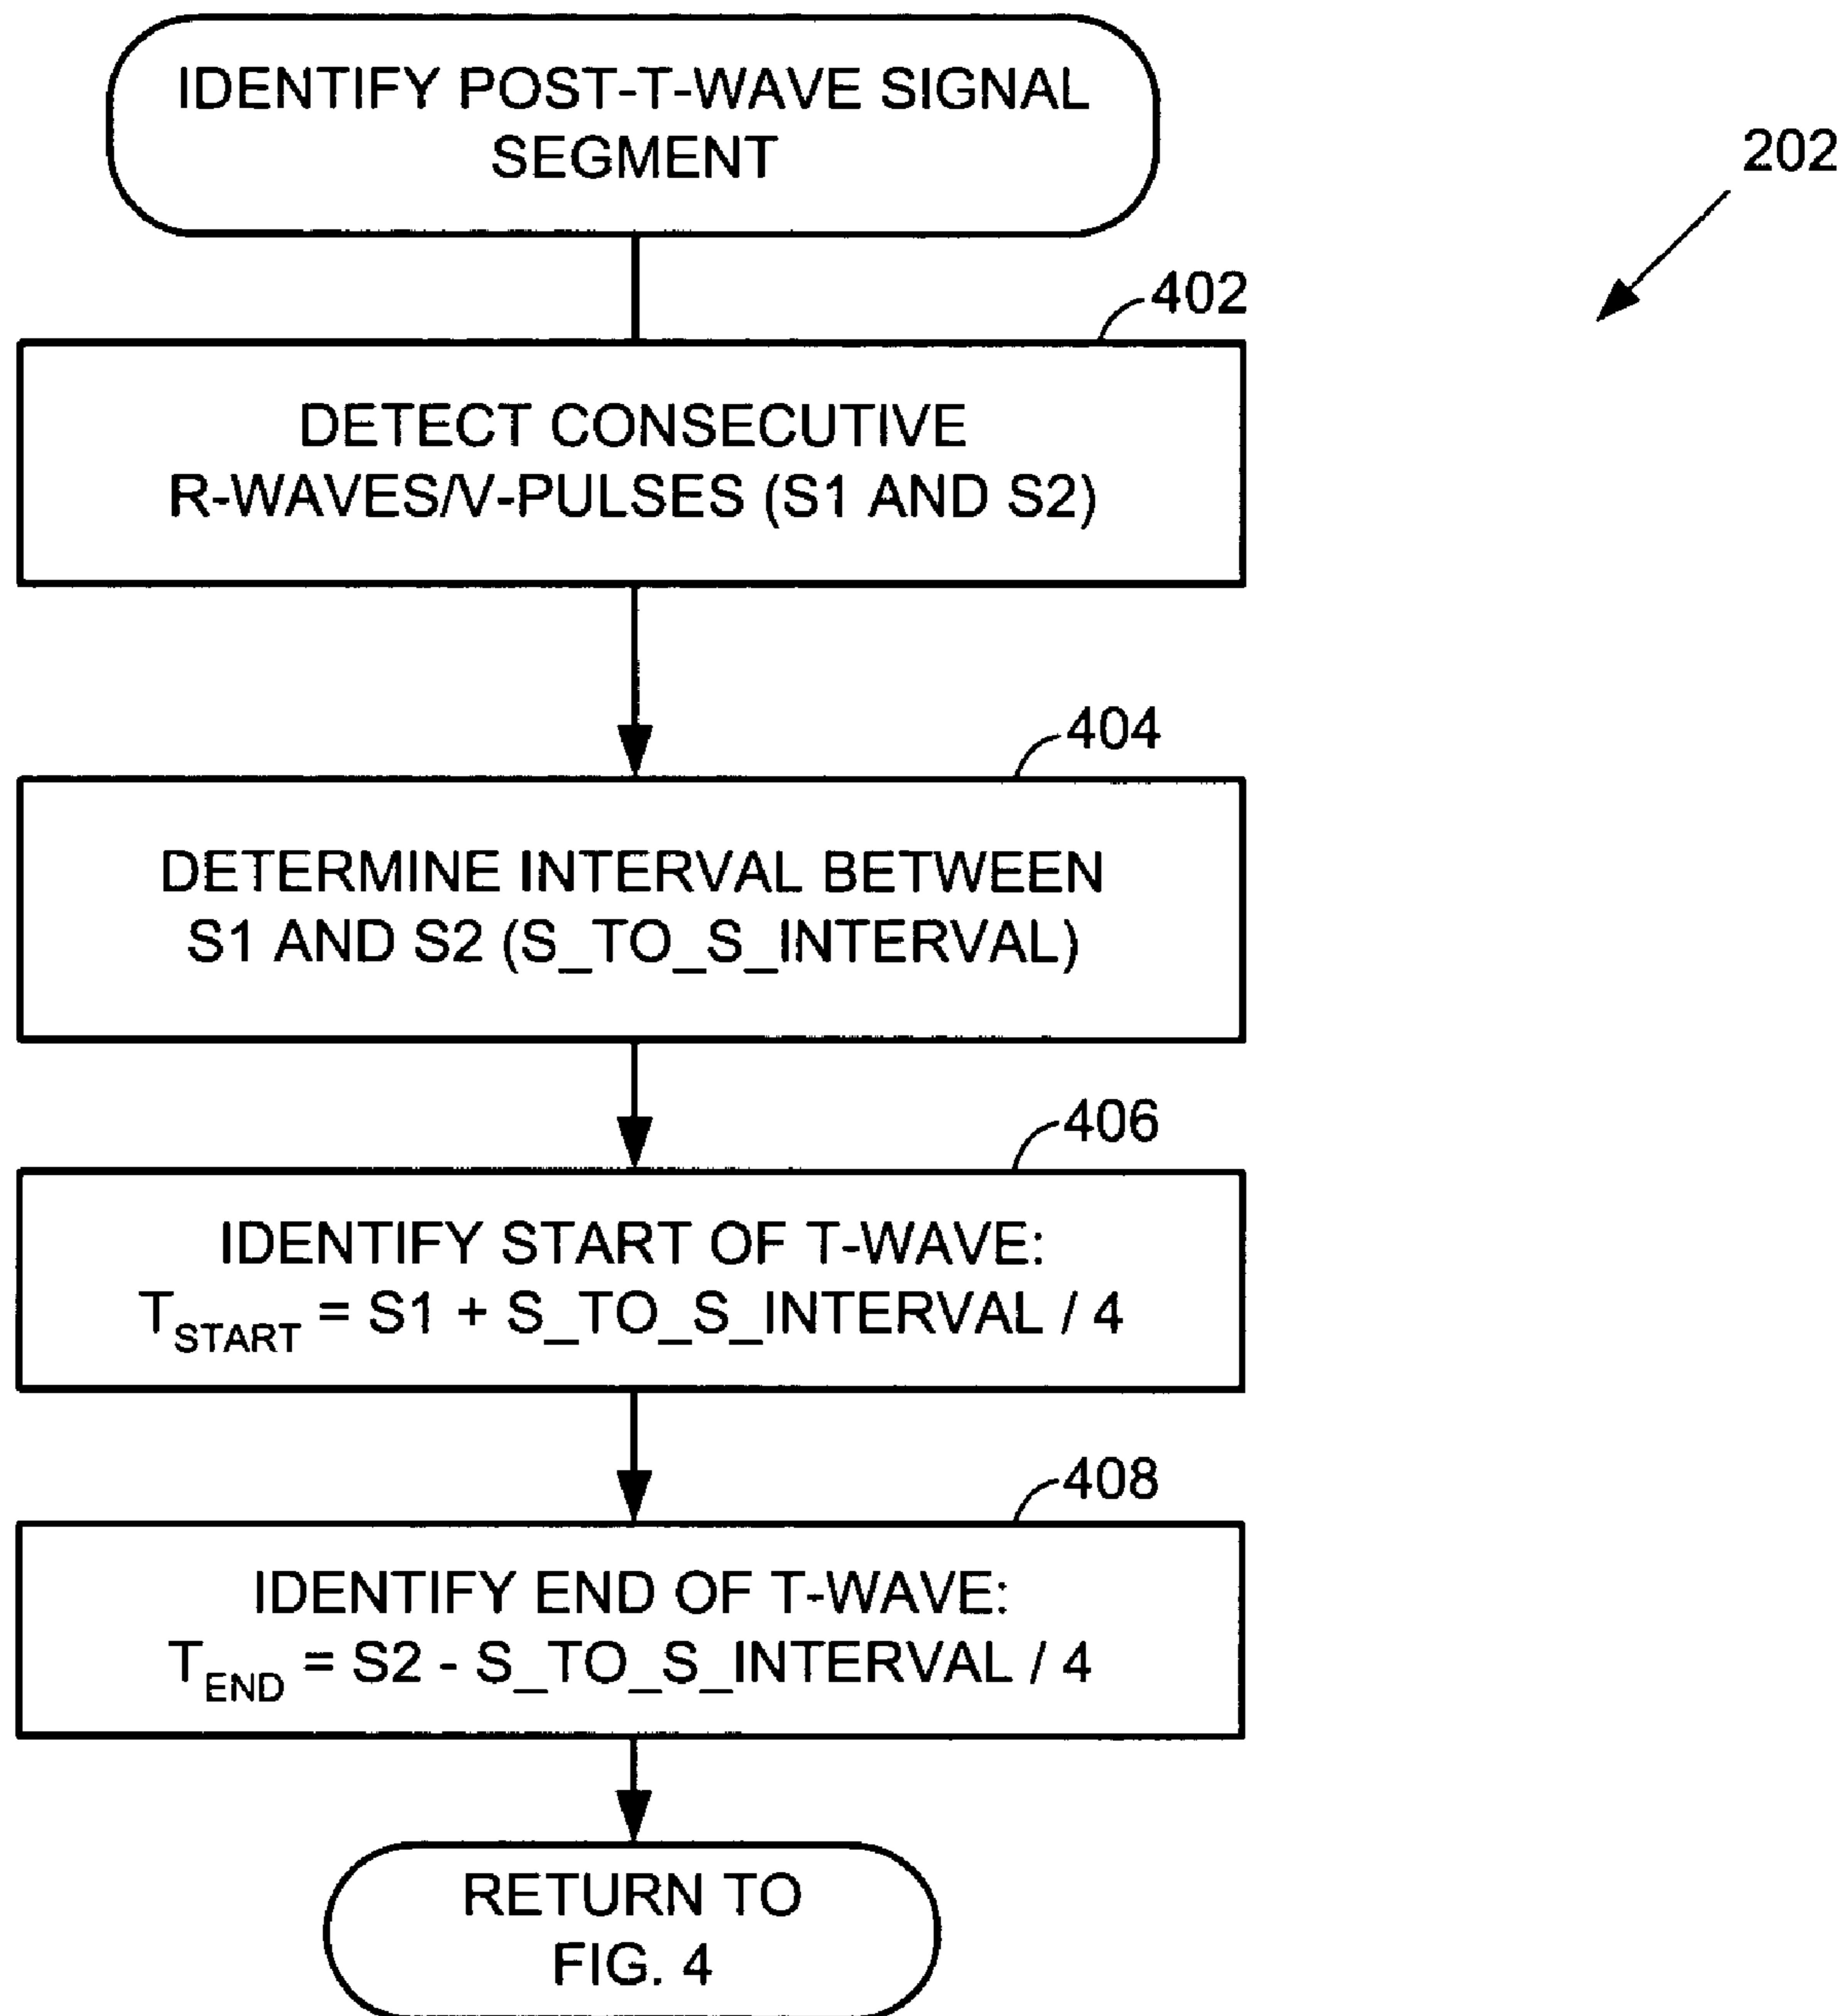 IDENTIFY POST-T-WAVE SIGNAL
SEGMENT
202
402
DETECT CONSECUTIVE
R-WAVES/V-PULSES (S1 AND S2)
404
DETERMINE INTERVAL BETWEEN
S1 AND S2 (S_TO_S_INTERVAL)
406
IDENTIFY START OF T-WAVE:
T_START = S1 + S_TO_S_INTERVAL / 4
408
IDENTIFY END OF T-WAVE:
T_END = S2 - S_TO_S_INTERVAL / 4
RETURN TO
FIG. 4